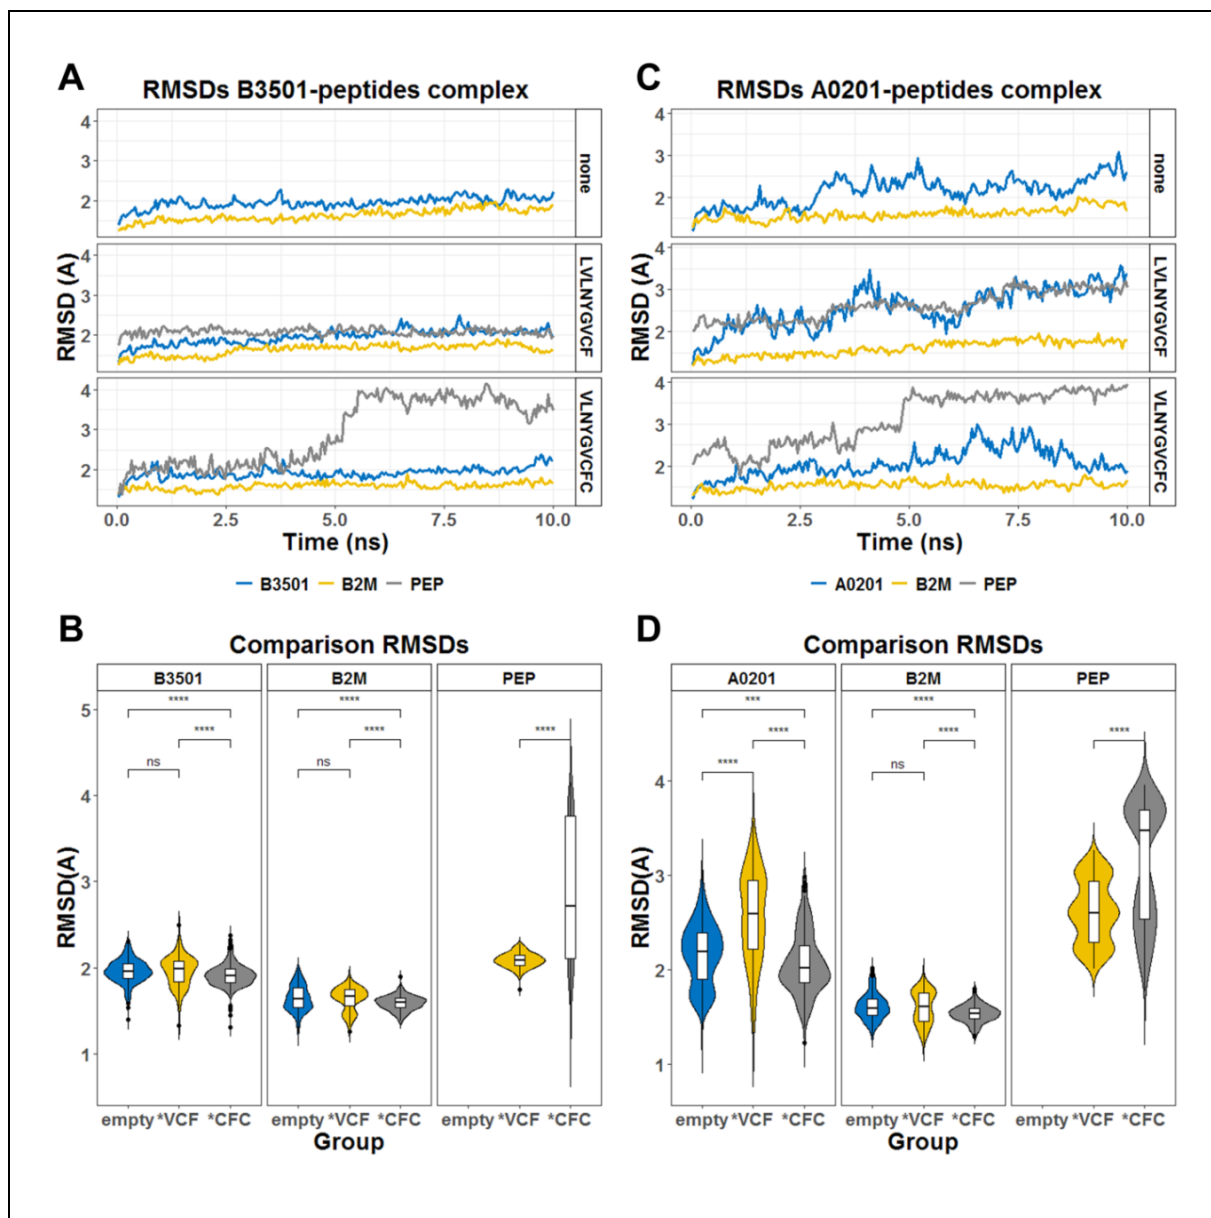 A
RMSDs B3501-peptides complex
4
3
2
none
RMSD (A)
4
3
2
LVLNYGVCF
4
3
2
VLNYGVCFC
0.0 2.5 5.0 7.5 10.0
Time (ns)
B3501 B2M PEP
C
RMSDs A0201-peptides complex
4
3
2
none
RMSD (A)
4
3
2
LVLNYGVCF
4
3
2
VLNYGVCFC
0.0 2.5 5.0 7.5 10.0
Time (ns)
A0201 B2M PEP
B
Comparison RMSDs
B3501 B2M PEP
**** ****
**** **** ****
ns ns
RMSD(A)
5
4
3
2
1
empty *VCF *CFC empty *VCF *CFC empty *VCF *CFC
Group
D
Comparison RMSDs
A0201 B2M PEP
*** ****
**** **** ****
**** ns
RMSD(A)
4
3
2
1
empty *VCF *CFC empty *VCF *CFC empty *VCF *CFC
Group